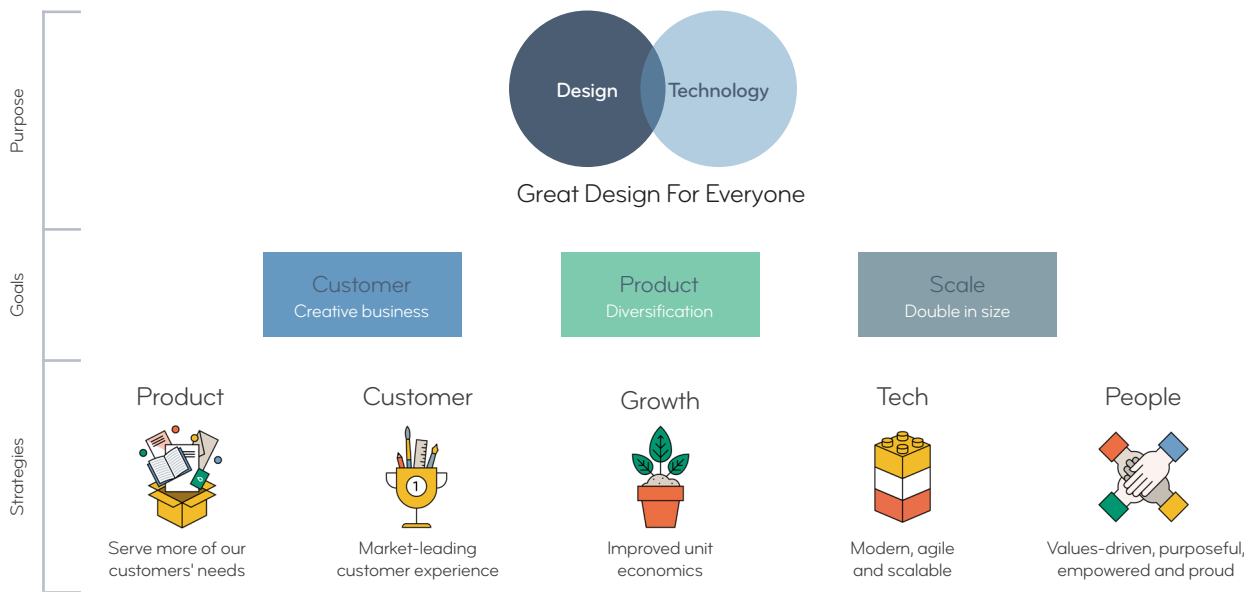 Purpose
Design
Technology
Great Design For Everyone
Goals
Customer
Creative business
Product
Diversification
Scale
Double in size
Strategies
Product
Serve more of our
customers' needs
Customer
1
Market-leading
customer experience
Growth
Improved unit
economics
Tech
Modern, agile
and scalable
People
Values-driven, purposeful,
empowered and proud